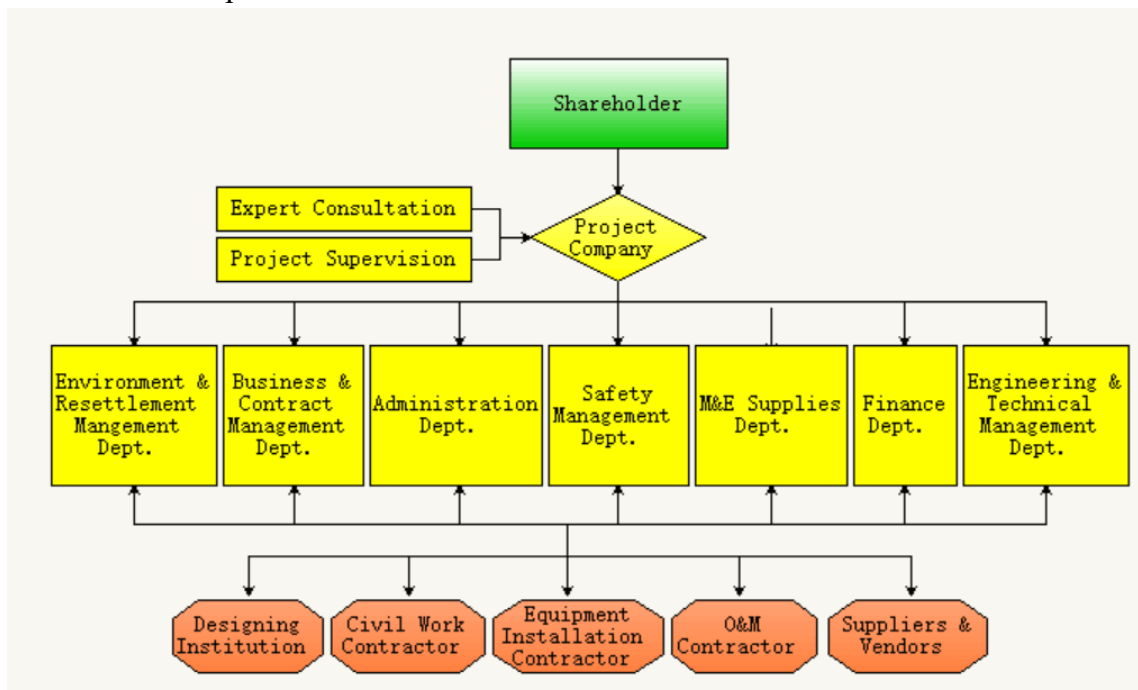 Shareholder
Expert Consultation
Project Supervision
Project
Company
Environment &
Resettlement
Mangement
Dept.
Business &
Contract
Management
Dept.
Administration
Dept.
Safety
Management
Dept.
M&E Supplies
Dept.
Finance
Dept.
Engineering &
Technical
Management
Dept.
Designing
Institution
Civil Work
Contractor
Equipment
Installation
Contractor
O&M
Contractor
Suppliers &
Vendors